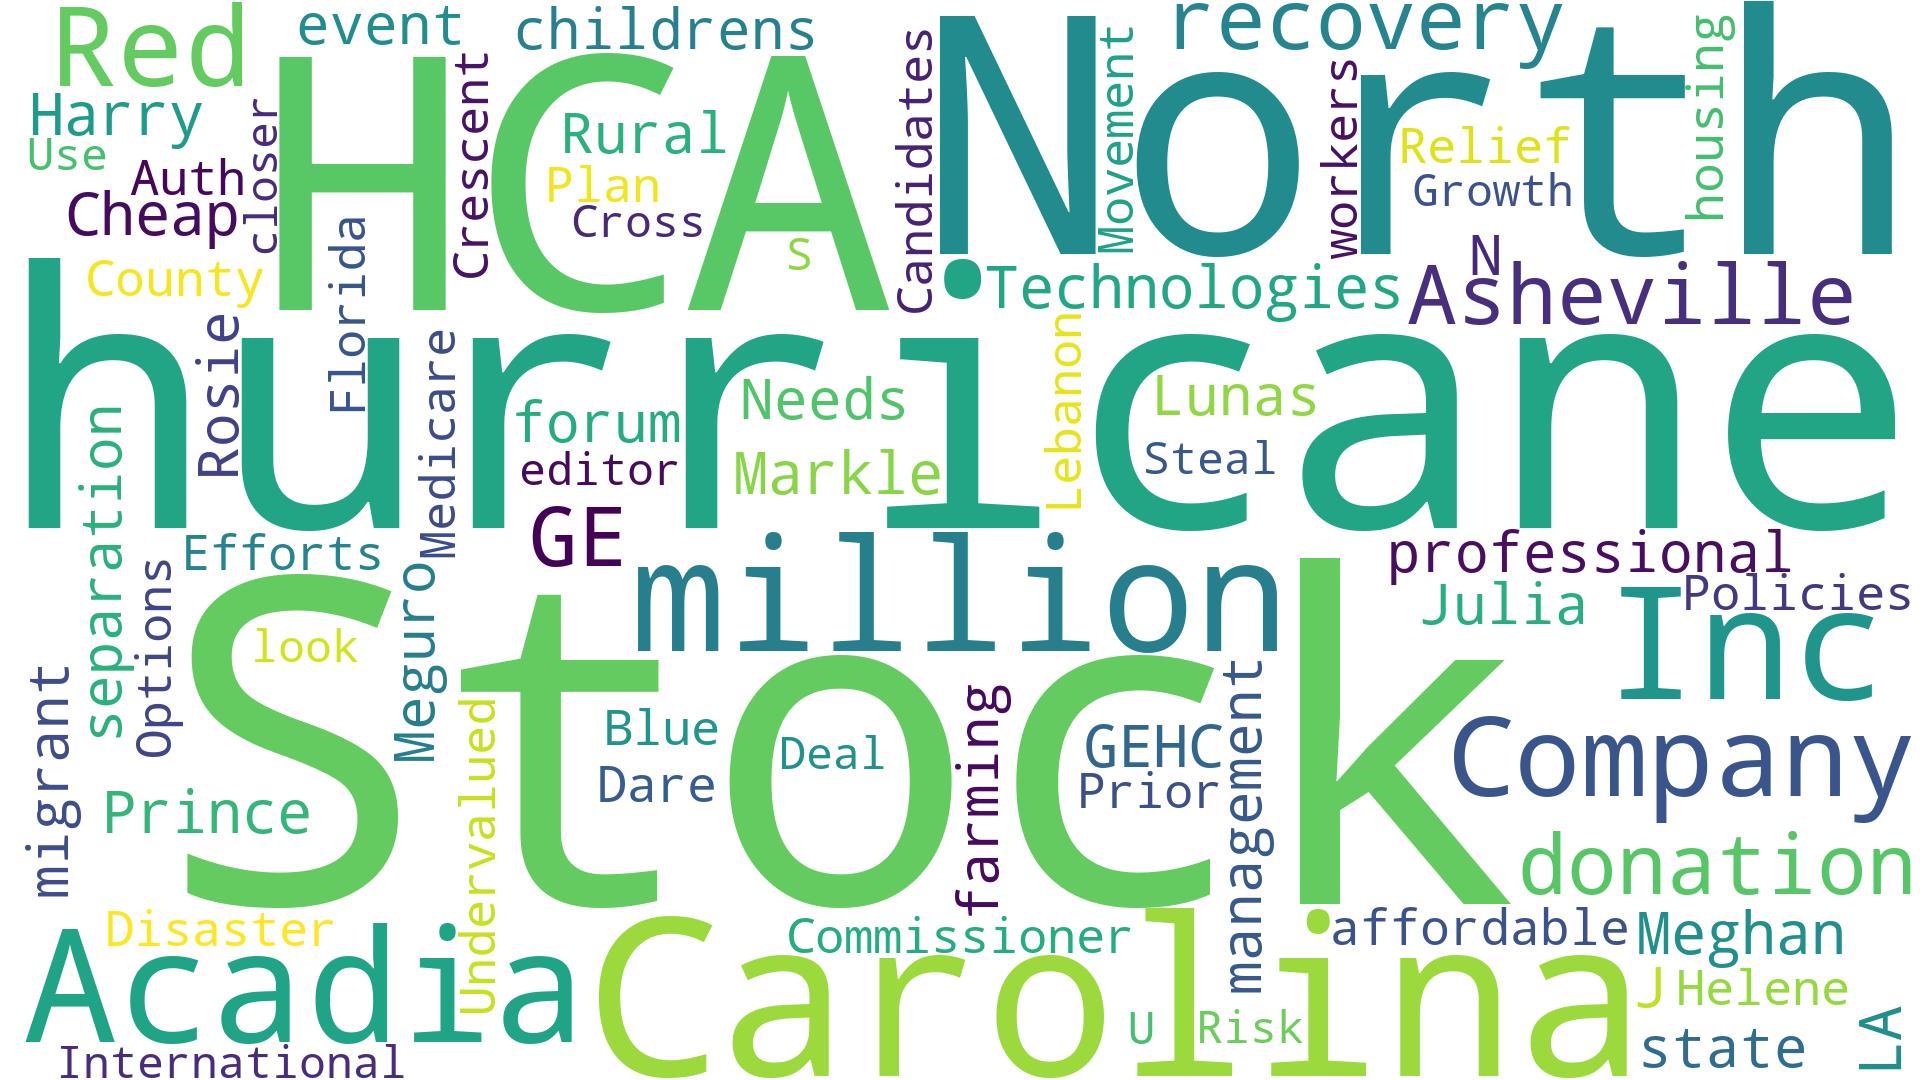 Red
event
childrens
recovery
housing
HCA
North
Harry
Use
Auth
Cheap
closer
Crescent
Rural
Plan
Cross
S
Candidates
Movement
workers
Relief
Growth
County
Florida
Technologies
N
Asheville
hurricane
Rosie
Medicare
forum
editor
Needs
Markle
Lebanon
Lunas
Steal
separation
Efforts
Options
GE
million
professional
Julia
Policies
Inc
Meguro
look
Stock
migrant
Prince
Undervalued
Blue
Dare
Deal
farming
GEHC
Prior
management
Company
donation
Disaster
Acadia
Commissioner
Carolina
affordable
Meghan
J
Helene
U
Risk
state
LA
International